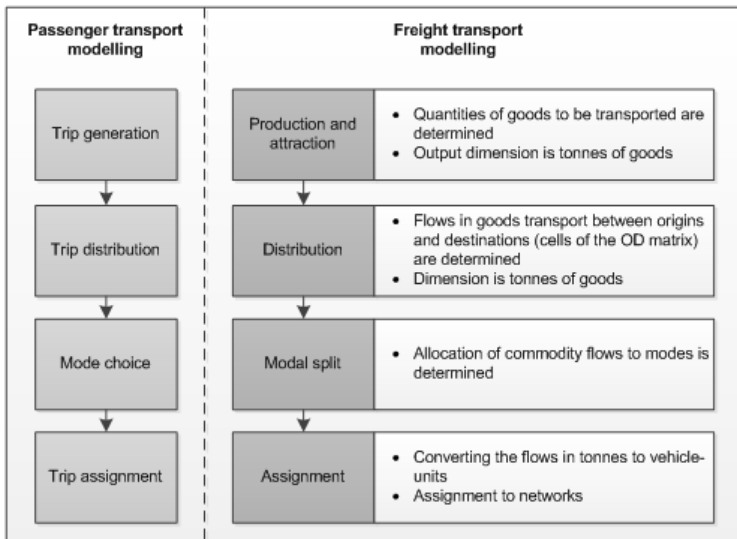 Passenger transport
modelling
Freight transport
modelling
Trip generation
Production and
attraction
• Quantities of goods to be transported are
determined
• Output dimension is tonnes of goods
Trip distribution
Distribution
• Flows in goods transport between origins
and destinations (cells of the OD matrix)
are determined
• Dimension is tonnes of goods
Mode choice
Modal split
• Allocation of commodity flows to modes is
determined
Trip assignment
Assignment
• Converting the flows in tonnes to vehicle-
units
• Assignment to networks